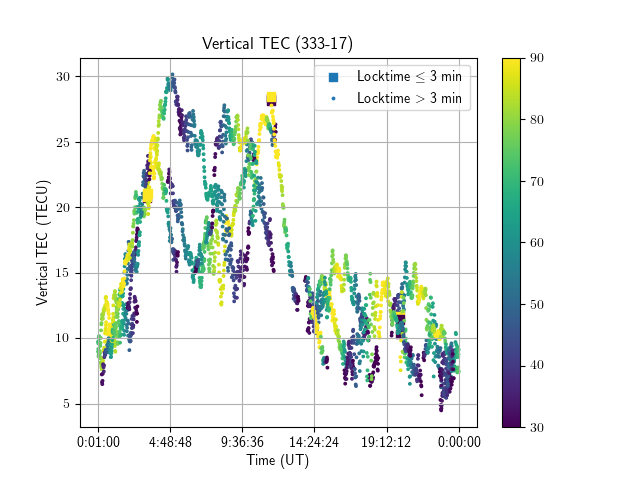 Vertical TEC (333-17)
Locktime ≤ 3 min
Locktime > 3 min
Vertical TEC (TECU)
30
25
20
15
10
5
0:01:00 4:48:48 9:36:36 14:24:24 19:12:12 0:00:00
Time (UT)
90
80
70
60
50
40
30